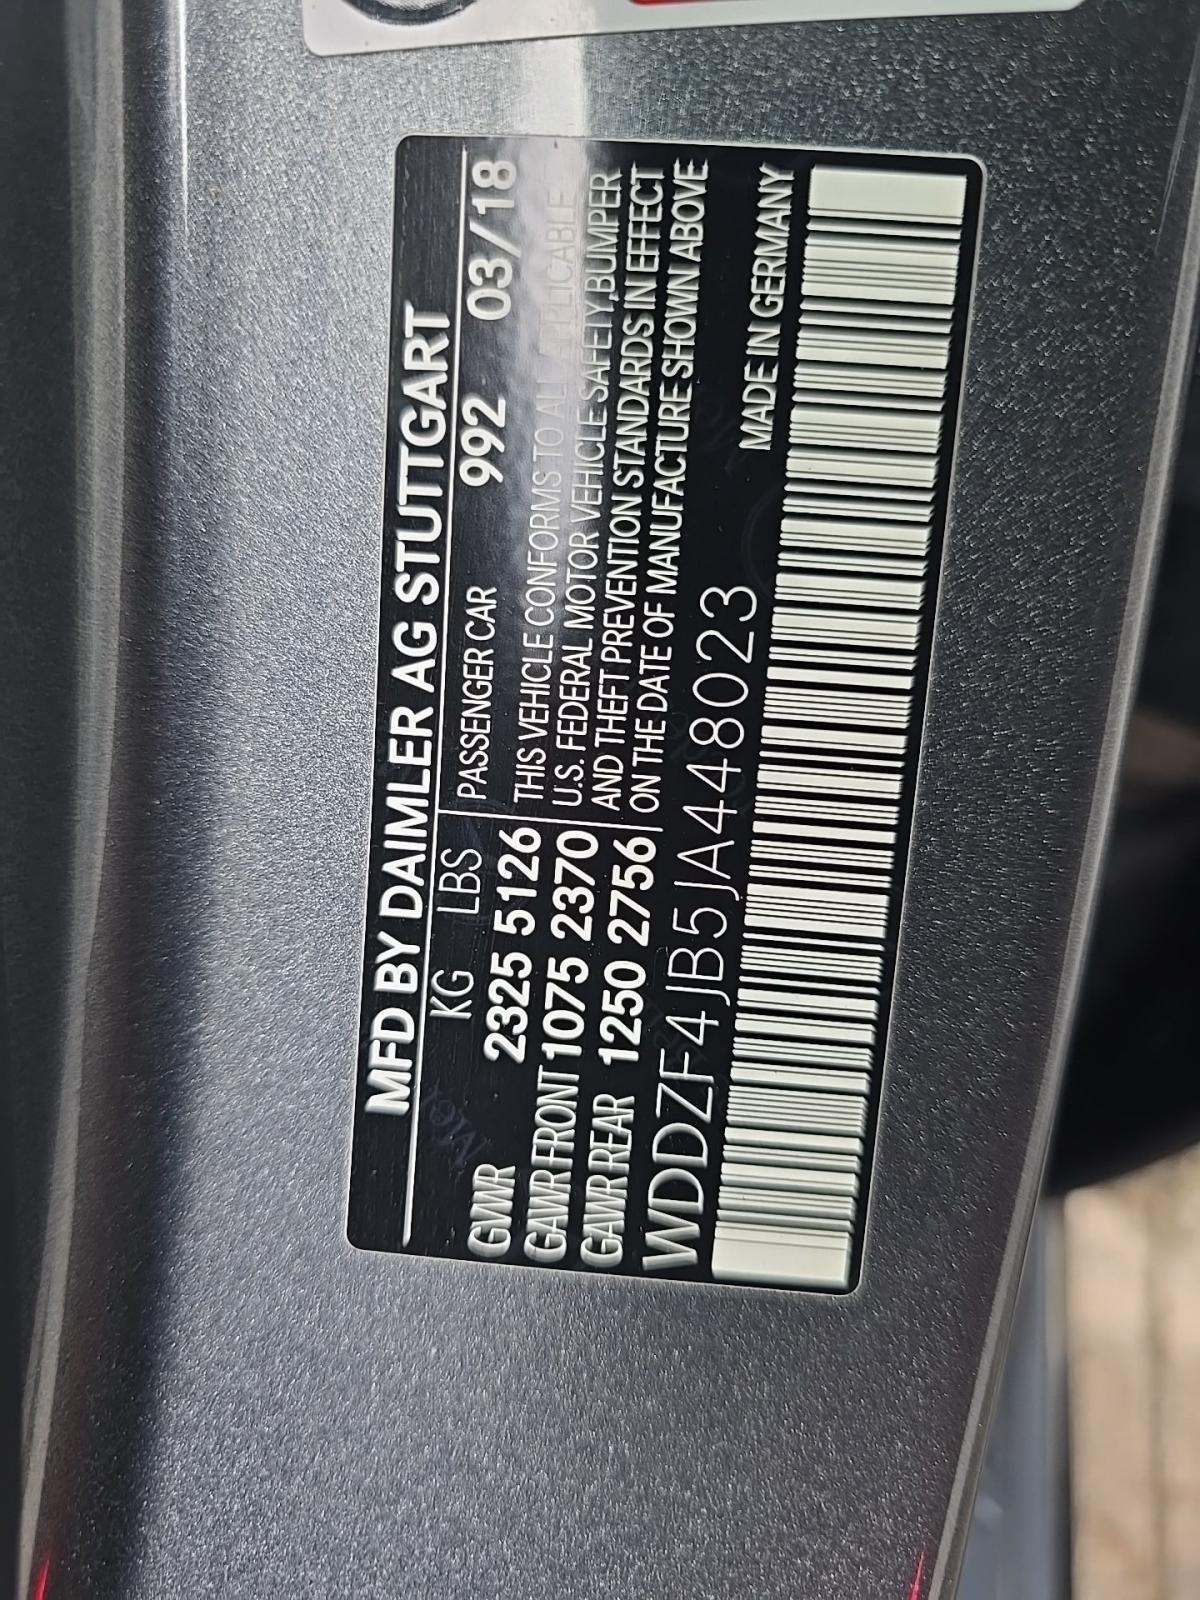 MFD BY DAIMLER AG STUTTGART
KG LBS
GVWR 2325 5126
GAWR FRONT 1075 2370
GAWR REAR 1250 2756
PASSENGER CAR 992 03/18
THIS VEHICLE CONFORMS TO ALL APPLICABLE
U.S. FEDERAL MOTOR VEHICLE SAFETY,BUMPER
AND THEFT PREVENTION STANDARDS IN EFFECT
ON THE DATE OF MANUFACTURE SHOWN ABOVE
WDDZF4JB5JA448023
MADE IN GERMANY